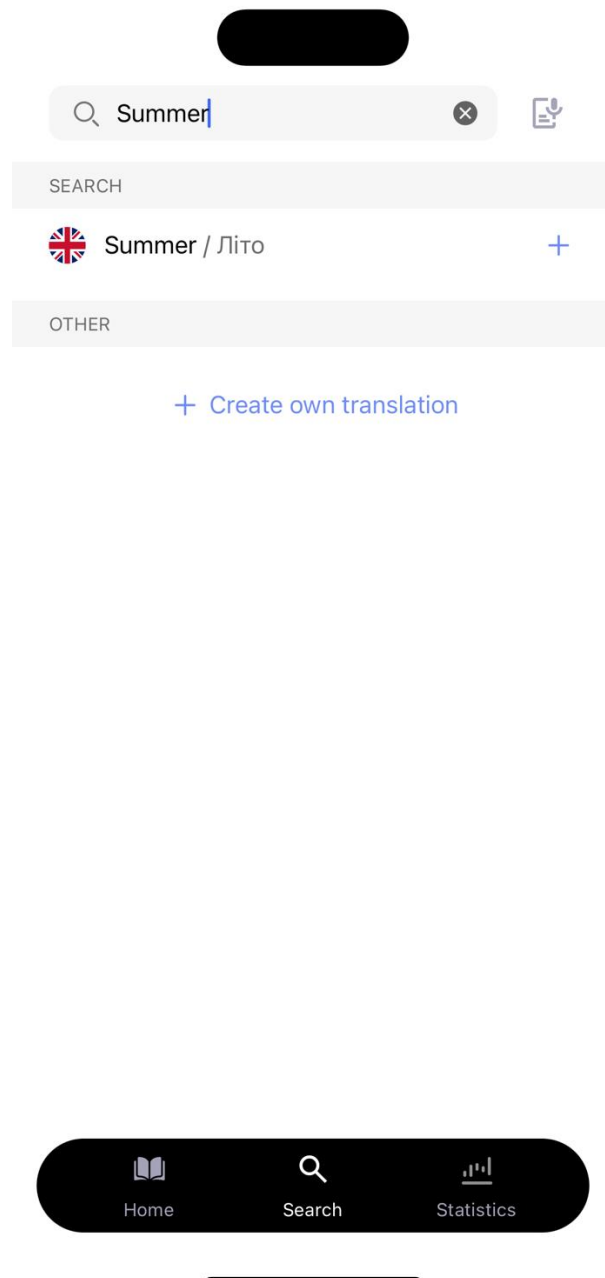 Summer
SEARCH
Summer / Літо
OTHER
+ Create own translation
Home
Search
Statistics